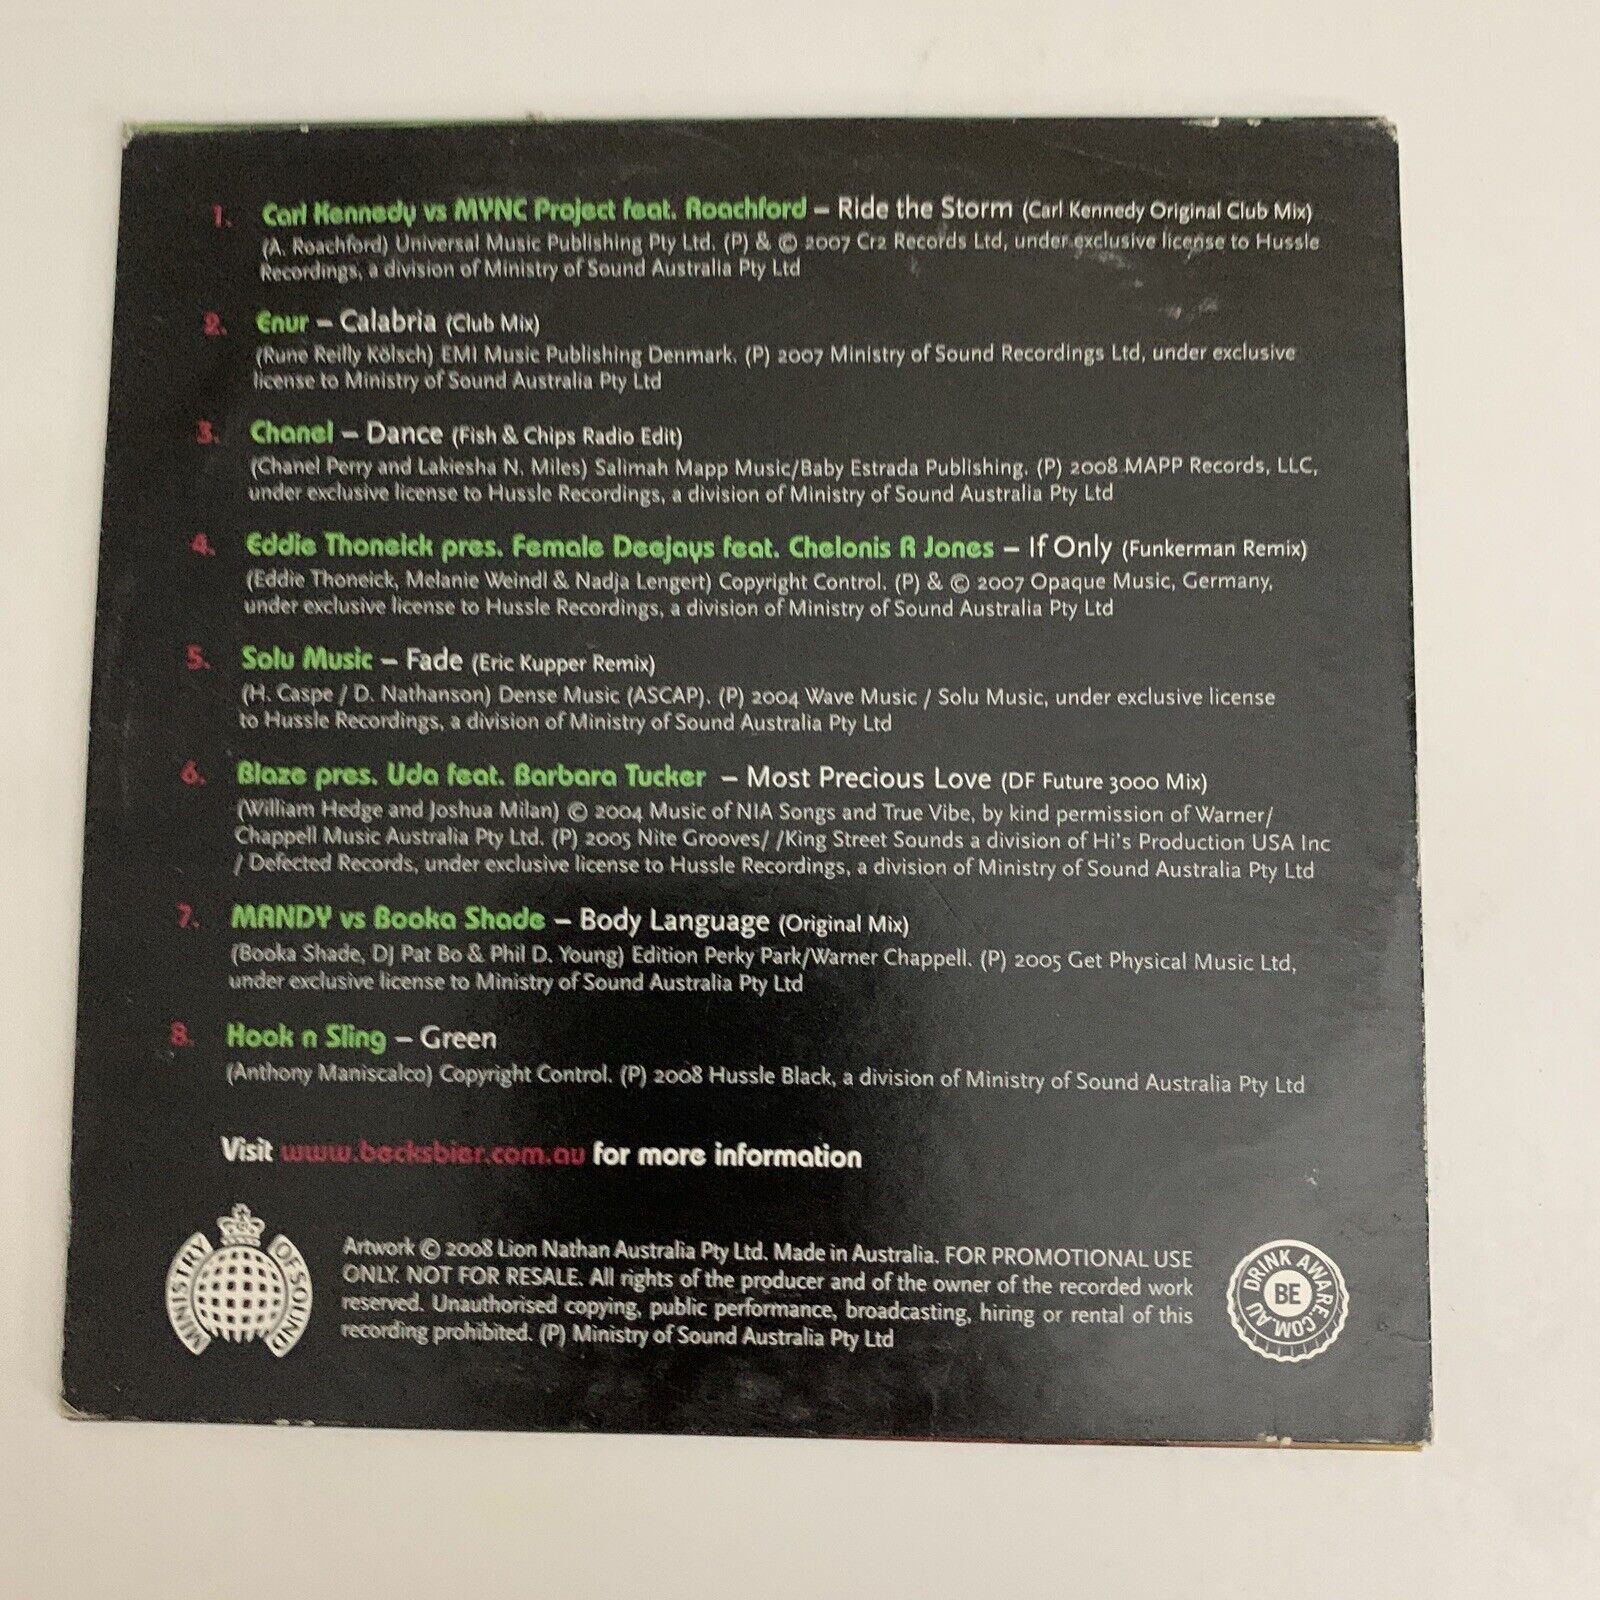 1. Carl Kennedy vs MYNC Project feat. Roachford – Ride the Storm (Carl Kennedy Original Club Mix)
(A. Roachford) Universal Music Publishing Pty Ltd. (P) & © 2007 Cr2 Records Ltd, under exclusive license to Hussle
Recordings, a division of Ministry of Sound Australia Pty Ltd
2. Enur – Calabria (Club Mix)
(Rune Reilly Kölsch) EMI Music Publishing Denmark. (P) 2007 Ministry of Sound Recordings Ltd, under exclusive
license to Ministry of Sound Australia Pty Ltd
3. Chanel – Dance (Fish & Chips Radio Edit)
(Chanel Perry and Lakiesha N. Miles) Salimah Mapp Music/Baby Estrada Publishing. (P) 2008 MAPP Records, LLC,
under exclusive license to Hussle Recordings, a division of Ministry of Sound Australia Pty Ltd
4. Eddie Thoneick pres. Female Deejays feat. Chelonis R Jones – If Only (Funkerman Remix)
(Eddie Thoneick, Melanie Weindl & Nadja Lengert) Copyright Control. (P) & © 2007 Opaque Music, Germany,
under exclusive license to Hussle Recordings, a division of Ministry of Sound Australia Pty Ltd
5. Solu Music – Fade (Eric Kupper Remix)
(H. Caspe / D. Nathanson) Dense Music (ASCAP). (P) 2004 Wave Music / Solu Music, under exclusive license
to Hussle Recordings, a division of Ministry of Sound Australia Pty Ltd
6. Blaze pres. Uda feat. Barbara Tucker – Most Precious Love (DF Future 3000 Mix)
(William Hedge and Joshua Milan) © 2004 Music of NIA Songs and True Vibe, by kind permission of Warner/
Chappell Music Australia Pty Ltd. (P) 2005 Nite Grooves/ /King Street Sounds a division of Hi's Production USA Inc
/ Defected Records, under exclusive license to Hussle Recordings, a division of Ministry of Sound Australia Pty Ltd
7. MANDY vs Booka Shade – Body Language (Original Mix)
(Booka Shade, DJ Pat Bo & Phil D. Young) Edition Perky Park/Warner Chappell. (P) 2005 Get Physical Music Ltd,
under exclusive license to Ministry of Sound Australia Pty Ltd
8. Hook n Sling – Green
(Anthony Maniscalco) Copyright Control. (P) 2008 Hussle Black, a division of Ministry of Sound Australia Pty Ltd
Visit www.becksbier.com.au for more information
MINISTRY OF SOUND
Artwork © 2008 Lion Nathan Australia Pty Ltd. Made in Australia. FOR PROMOTIONAL USE
ONLY. NOT FOR RESALE. All rights of the producer and of the owner of the recorded work
reserved. Unauthorised copying, public performance, broadcasting, hiring or rental of this
recording prohibited. (P) Ministry of Sound Australia Pty Ltd
BE DRINK AWARE.COM.AU